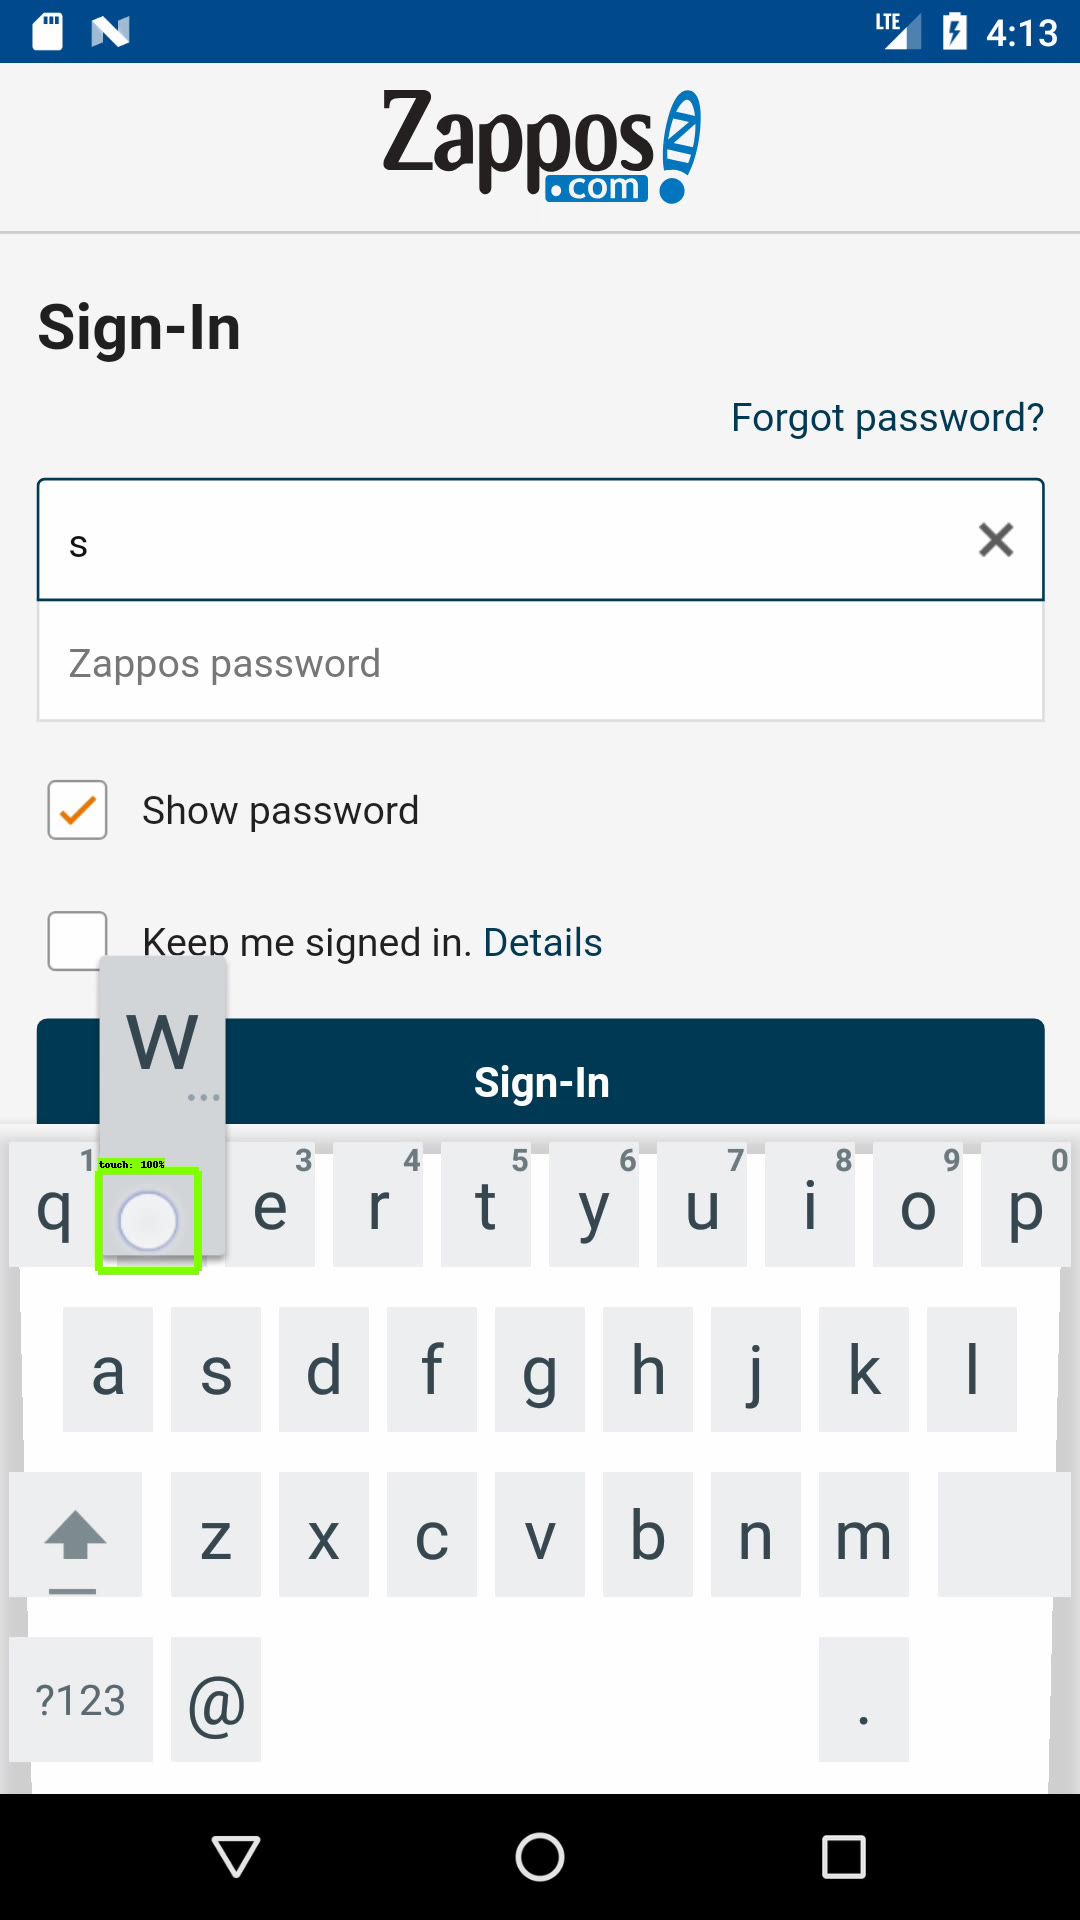 LTE 4:13
Zappos
.com
Sign-In
Forgot password?
s
Zappos password
Show password
Keep me signed in. Details
w
Sign-In
touch: 100%
1 3 4 5 6 7 8 9 0
q e r t y u i o p
a s d f g h j k l
z x c v b n m
?123 @ .